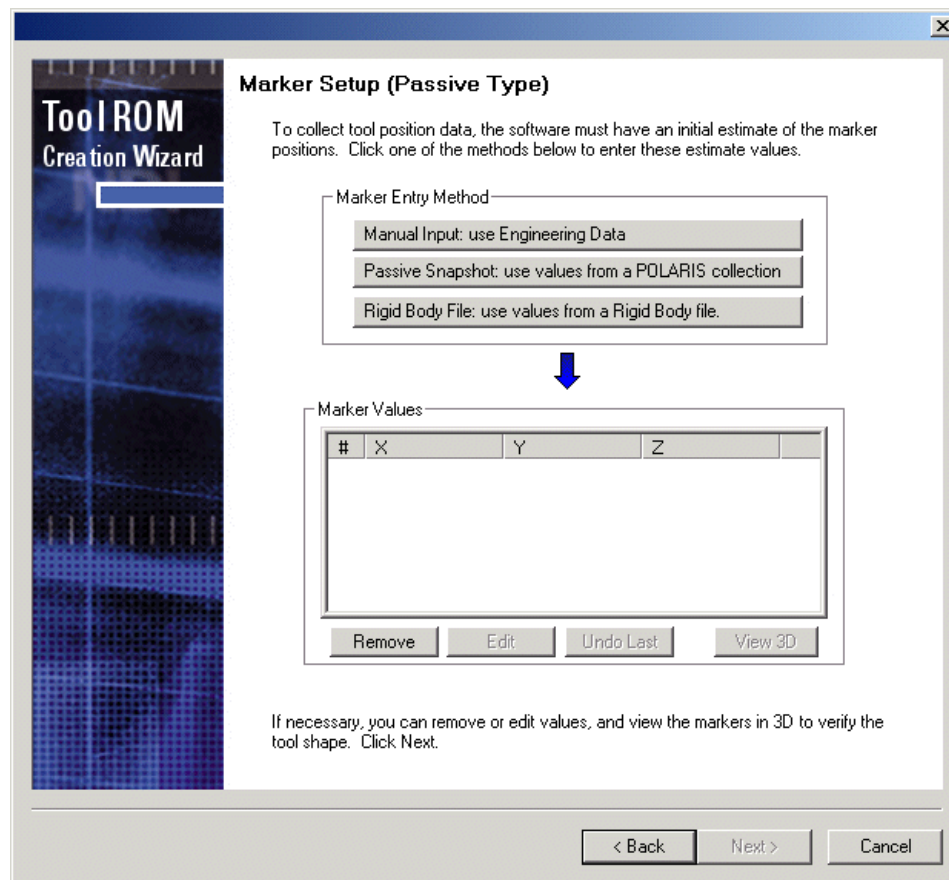 Tool ROM
Creation Wizard
Marker Setup (Passive Type)
To collect tool position data, the software must have an initial estimate of the marker
positions. Click one of the methods below to enter these estimate values.
Marker Entry Method
Manual Input: use Engineering Data
Passive Snapshot: use values from a POLARIS collection
Rigid Body File: use values from a Rigid Body file.
Marker Values
# X Y Z
Remove Edit Undo Last View 3D
If necessary, you can remove or edit values, and view the markers in 3D to verify the
tool shape. Click Next.
< Back Next > Cancel